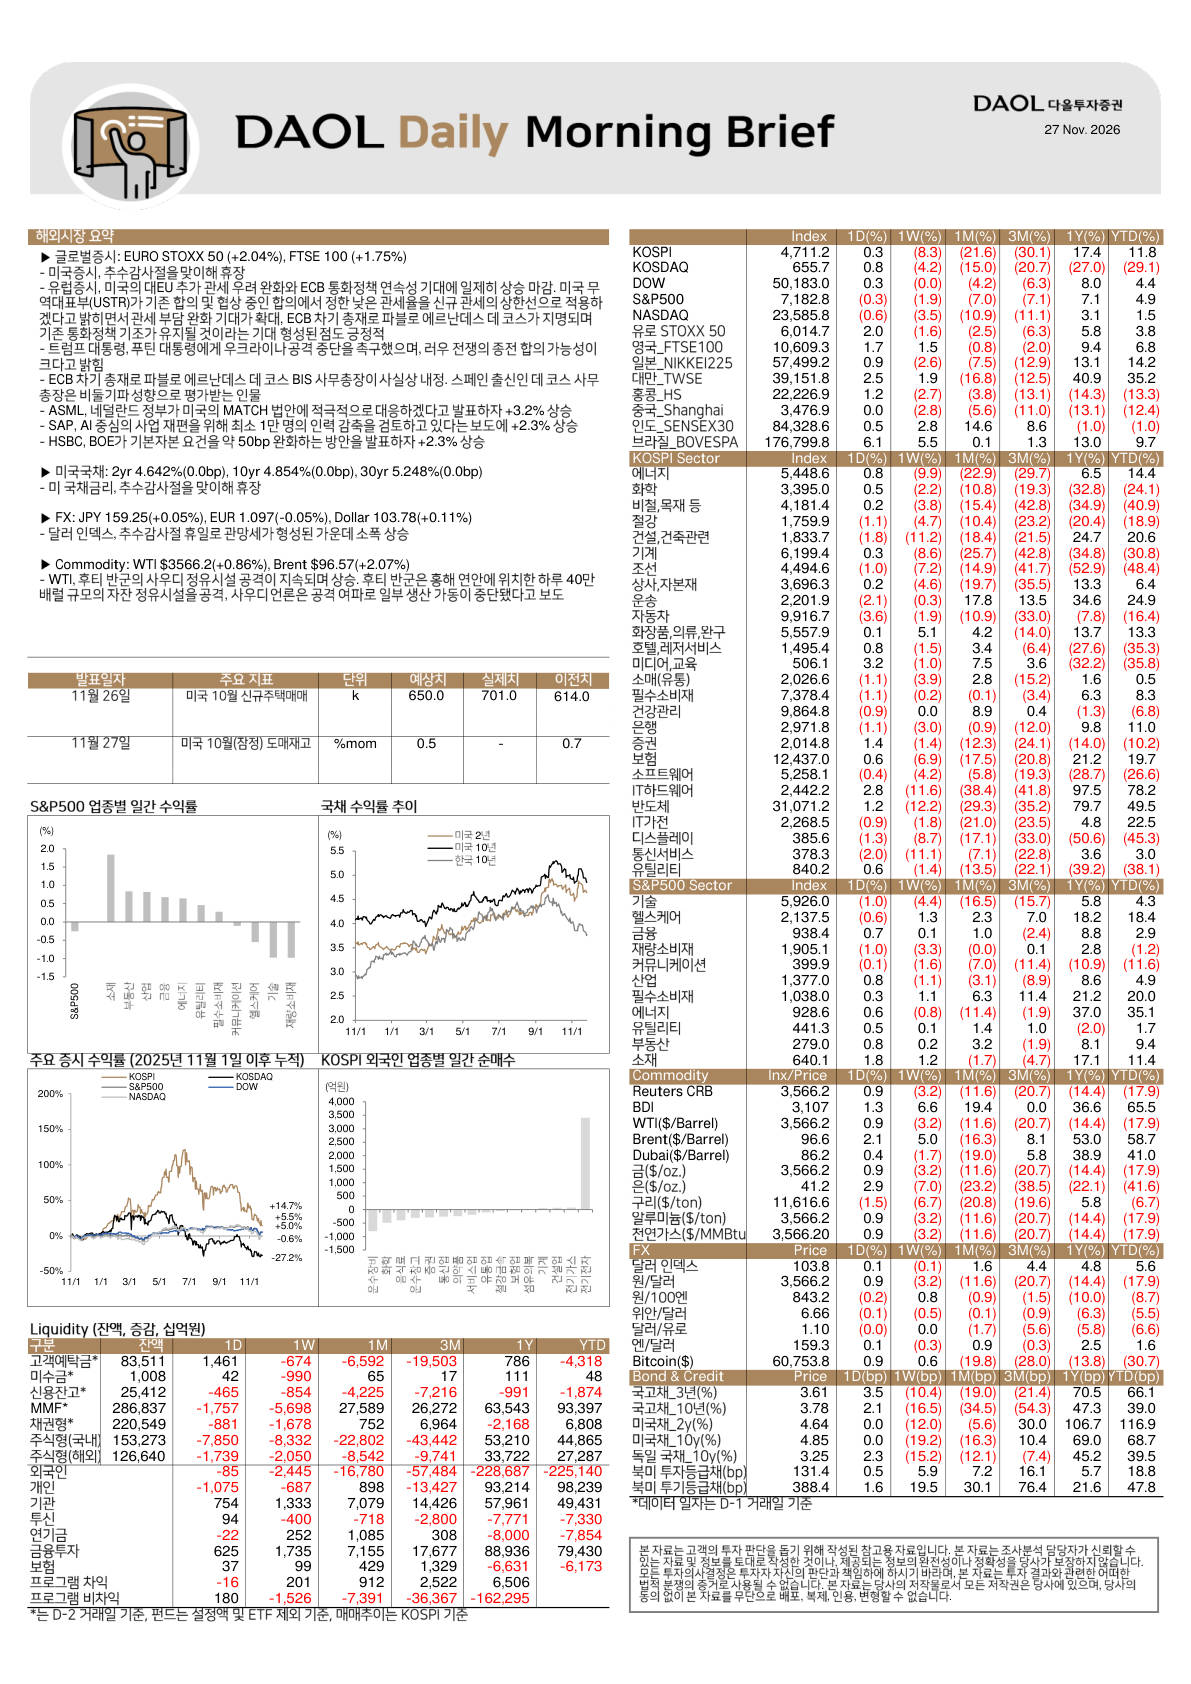 DAOL 다올투자증권
27 Nov. 2026
DAOL Daily Morning Brief
해외시장 요약
▶ 글로벌증시: EURO STOXX 50 (+2.04%), FTSE 100 (+1.75%)
- 미국증시, 추수감사절을 맞이해 휴장
- 유럽증시, 미국의 대EU 추가 관세 우려 완화와 ECB 통화정책 연속성 기대에 일제히 상승 마감. 미국 무
역대표부(USTR)가 기존 합의 및 협상 중인 합의에서 정한 낮은 관세율을 신규 관세의 상한선으로 적용하
겠다고 밝히면서 관세 부담 완화 기대가 확대, ECB 차기 총재로 파블로 에르난데스 데 코스가 지명되며
기존 통화정책 기조가 유지될 것이라는 기대 형성된 점도 긍정적
- 트럼프 대통령, 푸틴 대통령에게 우크라이나 공격 중단을 촉구했으며, 러우 전쟁의 종전 합의 가능성이
크다고 밝힘
- ECB 차기 총재로 파블로 에르난데스 데 코스 BIS 사무총장이 사실상 내정. 스페인 출신인 데 코스 사무
총장은 비둘기파 성향으로 평가받는 인물
- ASML, 네덜란드 정부가 미국의 MATCH 법안에 적극적으로 대응하겠다고 발표하자 +3.2% 상승
- SAP, AI 중심의 사업 재편을 위해 최소 1만 명의 인력 감축을 검토하고 있다는 보도에 +2.3% 상승
- HSBC, BOE가 기본자본 요건을 약 50bp 완화하는 방안을 발표하자 +2.3% 상승
▶ 미국국채: 2yr 4.642%(0.0bp), 10yr 4.854%(0.0bp), 30yr 5.248%(0.0bp)
- 미 국채금리, 추수감사절을 맞이해 휴장
▶ FX: JPY 159.25(+0.05%), EUR 1.097(-0.05%), Dollar 103.78(+0.11%)
- 달러 인덱스, 추수감사절 휴일로 관망세가 형성된 가운데 소폭 상승
▶ Commodity: WTI $3566.2(+0.86%), Brent $96.57(+2.07%)
- WTI, 후티 반군의 사우디 정유시설 공격이 지속되며 상승. 후티 반군은 홍해 연안에 위치한 하루 40만
배럴 규모의 자잔 정유시설을 공격, 사우디 언론은 공격 여파로 일부 생산 가동이 중단됐다고 보도
발표일자 주요 지표 단위 예상치 실제치 이전치
11월 26일 미국 10월 신규주택매매 k 650.0 701.0 614.0
11월 27일 미국 10월(잠정) 도매재고 %mom 0.5 - 0.7
S&P500 업종별 일간 수익률
(%)
2.0
1.5
1.0
0.5
0.0
-0.5
-1.0
-1.5
S&P500 소재 부동산 산업 금융 에너지 유틸리티 필수소비재 커뮤니케이션 헬스케어 기술 재량소비재
국채 수익률 추이
(%)
미국 2년
미국 10년
한국 10년
5.5
5.0
4.5
4.0
3.5
3.0
2.5
2.0
11/1 1/1 3/1 5/1 7/1 9/1 11/1
주요 증시 수익률 (2025년 11월 1일 이후 누적)
KOSPI KOSDAQ
S&P500 DOW
NASDAQ
200%
150%
100%
50%
0%
-50%
+14.7%
+5.5%
+5.0%
-0.6%
-27.2%
11/1 1/1 3/1 5/1 7/1 9/1 11/1
KOSPI 외국인 업종별 일간 순매수
(억원)
4,000
3,500
3,000
2,500
2,000
1,500
1,000
500
0
-500
-1,000
-1,500
운수장비 화학 음식료 운수창고 증권 통신업 의약품 서비스업 유통업 철강금속 보험업 섬유의복 기계 건설업 전기가스 전기전자
Liquidity (잔액, 증감, 십억원)
구분 잔액 1D 1W 1M 3M 1Y YTD
고객예탁금* 83,511 1,461 -674 -6,592 -19,503 786 -4,318
미수금* 1,008 42 -990 65 17 111 48
신용잔고* 25,412 -465 -854 -4,225 -7,216 -991 -1,874
MMF* 286,837 -1,757 -5,698 27,589 26,272 63,543 93,397
채권형* 220,549 -881 -1,678 752 6,964 -2,168 6,808
주식형(국내) 153,273 -7,850 -8,332 -22,802 -43,442 53,210 44,865
주식형(해외) 126,640 -1,739 -2,050 -8,542 -9,741 33,722 27,287
외국인 -85 -2,445 -16,780 -57,484 -228,687 -225,140
개인 -1,075 -687 898 -13,427 93,214 98,239
기관 754 1,333 7,079 14,426 57,961 49,431
투신 94 -400 -718 -2,800 -7,771 -7,330
연기금 -22 252 1,085 308 -8,000 -7,854
금융투자 625 1,735 7,155 17,677 88,936 79,430
보험 37 99 429 1,329 -6,631 -6,173
프로그램 차익 -16 201 912 2,522 6,506
프로그램 비차익 180 -1,526 -7,391 -36,367 -162,295
*는 D-2 거래일 기준, 펀드는 설정액 및 ETF 제외 기준, 매매추이는 KOSPI 기준
Index 1D(%) 1W(%) 1M(%) 3M(%) 1Y(%) YTD(%)
KOSPI 4,711.2 0.3 (8.3) (21.6) (30.1) 17.4 11.8
KOSDAQ 655.7 0.8 (4.2) (15.0) (20.7) (27.0) (29.1)
DOW 50,183.0 0.3 (0.0) (4.2) (6.3) 8.0 4.4
S&P500 7,182.8 (0.3) (1.9) (7.0) (7.1) 7.1 4.9
NASDAQ 23,585.8 (0.6) (3.5) (10.9) (11.1) 3.1 1.5
유로 STOXX 50 6,014.7 2.0 (1.6) (2.5) (6.3) 5.8 3.8
영국_FTSE100 10,609.3 1.7 1.5 (0.8) (2.0) 9.4 6.8
일본_NIKKEI225 57,499.2 0.9 (2.6) (7.5) (12.9) 13.1 14.2
대만_TWSE 39,151.8 2.5 1.9 (16.8) (12.5) 40.9 35.2
홍콩_HS 22,226.9 1.2 (2.7) (3.8) (13.1) (14.3) (13.3)
중국_Shanghai 3,476.9 0.0 (2.8) (5.6) (11.0) (13.1) (12.4)
인도_SENSEX30 84,328.6 0.5 2.8 14.6 8.6 (1.0) (1.0)
브라질_BOVESPA 176,799.8 6.1 5.5 0.1 1.3 13.0 9.7
KOSPI Sector Index 1D(%) 1W(%) 1M(%) 3M(%) 1Y(%) YTD(%)
에너지 5,448.6 0.8 (9.9) (22.9) (29.7) 6.5 14.4
화학 3,395.0 0.5 (2.2) (10.8) (19.3) (32.8) (24.1)
비철,목재 등 4,181.4 0.2 (3.8) (15.4) (42.8) (34.9) (40.9)
철강 1,759.9 (1.1) (4.7) (10.4) (23.2) (20.4) (18.9)
건설,건축관련 1,833.7 (1.8) (11.2) (18.4) (21.5) 24.7 20.6
기계 6,199.4 0.3 (8.6) (25.7) (42.8) (34.8) (30.8)
조선 4,494.6 (1.0) (7.2) (14.9) (41.7) (52.9) (48.4)
상사,자본재 3,696.3 0.2 (4.6) (19.7) (35.5) 13.3 6.4
운송 2,201.9 (2.1) (0.3) 17.8 13.5 34.6 24.9
자동차 9,916.7 (3.6) (1.9) (10.9) (33.0) (7.8) (16.4)
화장품,의류,완구 5,557.9 0.1 5.1 4.2 (14.0) 13.7 13.3
호텔,레저서비스 1,495.4 0.8 (1.5) 3.4 (6.4) (27.6) (35.3)
미디어,교육 506.1 3.2 (1.0) 7.5 3.6 (32.2) (35.8)
소매(유통) 2,026.6 (1.1) (3.9) 2.8 (15.2) 1.6 0.5
필수소비재 7,378.4 (1.1) (0.2) (0.1) (3.4) 6.3 8.3
건강관리 9,864.8 (0.9) 0.0 8.9 0.4 (1.3) (6.8)
은행 2,971.8 (1.1) (3.0) (0.9) (12.0) 9.8 11.0
증권 2,014.8 1.4 (1.4) (12.3) (24.1) (14.0) (10.2)
보험 12,437.0 0.6 (6.9) (17.5) (20.8) 21.2 19.7
소프트웨어 5,258.1 (0.4) (4.2) (5.8) (19.3) (28.7) (26.6)
IT하드웨어 2,442.2 2.8 (11.6) (38.4) (41.8) 97.5 78.2
반도체 31,071.2 1.2 (12.2) (29.3) (35.2) 79.7 49.5
IT가전 2,268.5 (0.9) (1.8) (21.0) (23.5) 4.8 22.5
디스플레이 385.6 (1.3) (8.7) (17.1) (33.0) (50.6) (45.3)
통신서비스 378.3 (2.0) (11.1) (7.1) (22.8) 3.6 3.0
유틸리티 840.2 0.6 (1.4) (13.5) (22.1) (39.2) (38.1)
S&P500 Sector Index 1D(%) 1W(%) 1M(%) 3M(%) 1Y(%) YTD(%)
기술 5,926.0 (1.0) (4.4) (16.5) (15.7) 5.8 4.3
헬스케어 2,137.5 (0.6) 1.3 2.3 7.0 18.2 18.4
금융 938.4 0.7 0.1 1.0 (2.4) 8.8 2.9
재량소비재 1,905.1 (1.0) (3.3) (0.0) 0.1 2.8 (1.2)
커뮤니케이션 399.9 (0.1) (1.6) (7.0) (11.4) (10.9) (11.6)
산업 1,377.0 0.8 (1.1) (3.1) (8.9) 8.6 4.9
필수소비재 1,038.0 0.3 1.1 6.3 11.4 21.2 20.0
에너지 928.6 0.6 (0.8) (11.4) (1.9) 37.0 35.1
유틸리티 441.3 0.5 0.1 1.4 1.0 (2.0) 1.7
부동산 279.0 0.8 0.2 3.2 (1.9) 8.1 9.4
소재 640.1 1.8 1.2 (1.7) (4.7) 17.1 11.4
Commodity Inx/Price 1D(%) 1W(%) 1M(%) 3M(%) 1Y(%) YTD(%)
Reuters CRB 3,566.2 0.9 (3.2) (11.6) (20.7) (14.4) (17.9)
BDI 3,107 1.3 6.6 19.4 0.0 36.6 65.5
WTI($/Barrel) 3,566.2 0.9 (3.2) (11.6) (20.7) (14.4) (17.9)
Brent($/Barrel) 96.6 2.1 5.0 (16.3) 8.1 53.0 58.7
Dubai($/Barrel) 86.2 0.4 (1.7) (19.0) 5.8 38.9 41.0
금($/oz.) 3,566.2 0.9 (3.2) (11.6) (20.7) (14.4) (17.9)
은($/oz.) 41.2 2.9 (7.0) (23.2) (38.5) (22.1) (41.6)
구리($/ton) 11,616.6 (1.5) (6.7) (20.8) (19.6) 5.8 (6.7)
알루미늄($/ton) 3,566.2 0.9 (3.2) (11.6) (20.7) (14.4) (17.9)
천연가스($/MMBtu 3,566.20 0.9 (3.2) (11.6) (20.7) (14.4) (17.9)
FX Price 1D(%) 1W(%) 1M(%) 3M(%) 1Y(%) YTD(%)
달러 인덱스 103.8 0.1 (0.1) 1.6 4.4 4.8 5.6
원/달러 3,566.2 0.9 (3.2) (11.6) (20.7) (14.4) (17.9)
원/100엔 843.2 (0.2) 0.8 (0.9) (1.5) (10.0) (8.7)
위안/달러 6.66 (0.1) (0.5) (0.1) (0.9) (6.3) (5.5)
달러/유로 1.10 (0.0) 0.0 (1.7) (5.6) (5.8) (6.6)
엔/달러 159.3 0.1 (0.3) 0.9 (0.3) 2.5 1.6
Bitcoin($) 60,753.8 0.9 0.6 (19.8) (28.0) (13.8) (30.7)
Bond & Credit Price 1D(bp) 1W(bp) 1M(bp) 3M(bp) 1Y(bp) YTD(bp)
국고채_3년(%) 3.61 3.5 (10.4) (19.0) (21.4) 70.5 66.1
국고채_10년(%) 3.78 2.1 (16.5) (34.5) (54.3) 47.3 39.0
미국채_2y(%) 4.64 0.0 (12.0) (5.6) 30.0 106.7 116.9
미국채_10y(%) 4.85 0.0 (19.2) (16.3) 10.4 69.0 68.7
독일 국채_10y(%) 3.25 2.3 (15.2) (12.1) (7.4) 45.2 39.5
북미 투자등급채(bp) 131.4 0.5 5.9 7.2 16.1 5.7 18.8
북미 투기등급채(bp) 388.4 1.6 19.5 30.1 76.4 21.6 47.8
*데이터 일자는 D-1 거래일 기준
본 자료는 고객의 투자 판단을 돕기 위해 작성된 참고용 자료입니다. 본 자료는 조사분석 담당자가 신뢰할 수
있는 자료 및 정보를 토대로 작성한 것이나, 제공되는 정보의 완전성이나 정확성을 당사가 보장하지 않습니다.
모든 투자의사결정은 투자자 자신의 판단과 책임하에 하시기 바라며, 본 자료는 투자 결과와 관련한 어떠한
법적 분쟁의 증거로 사용될 수 없습니다. 본 자료는 당사의 저작물로서 모든 저작권은 당사에 있으며, 당사의
동의 없이 본 자료를 무단으로 배포, 복제, 인용, 변형할 수 없습니다.